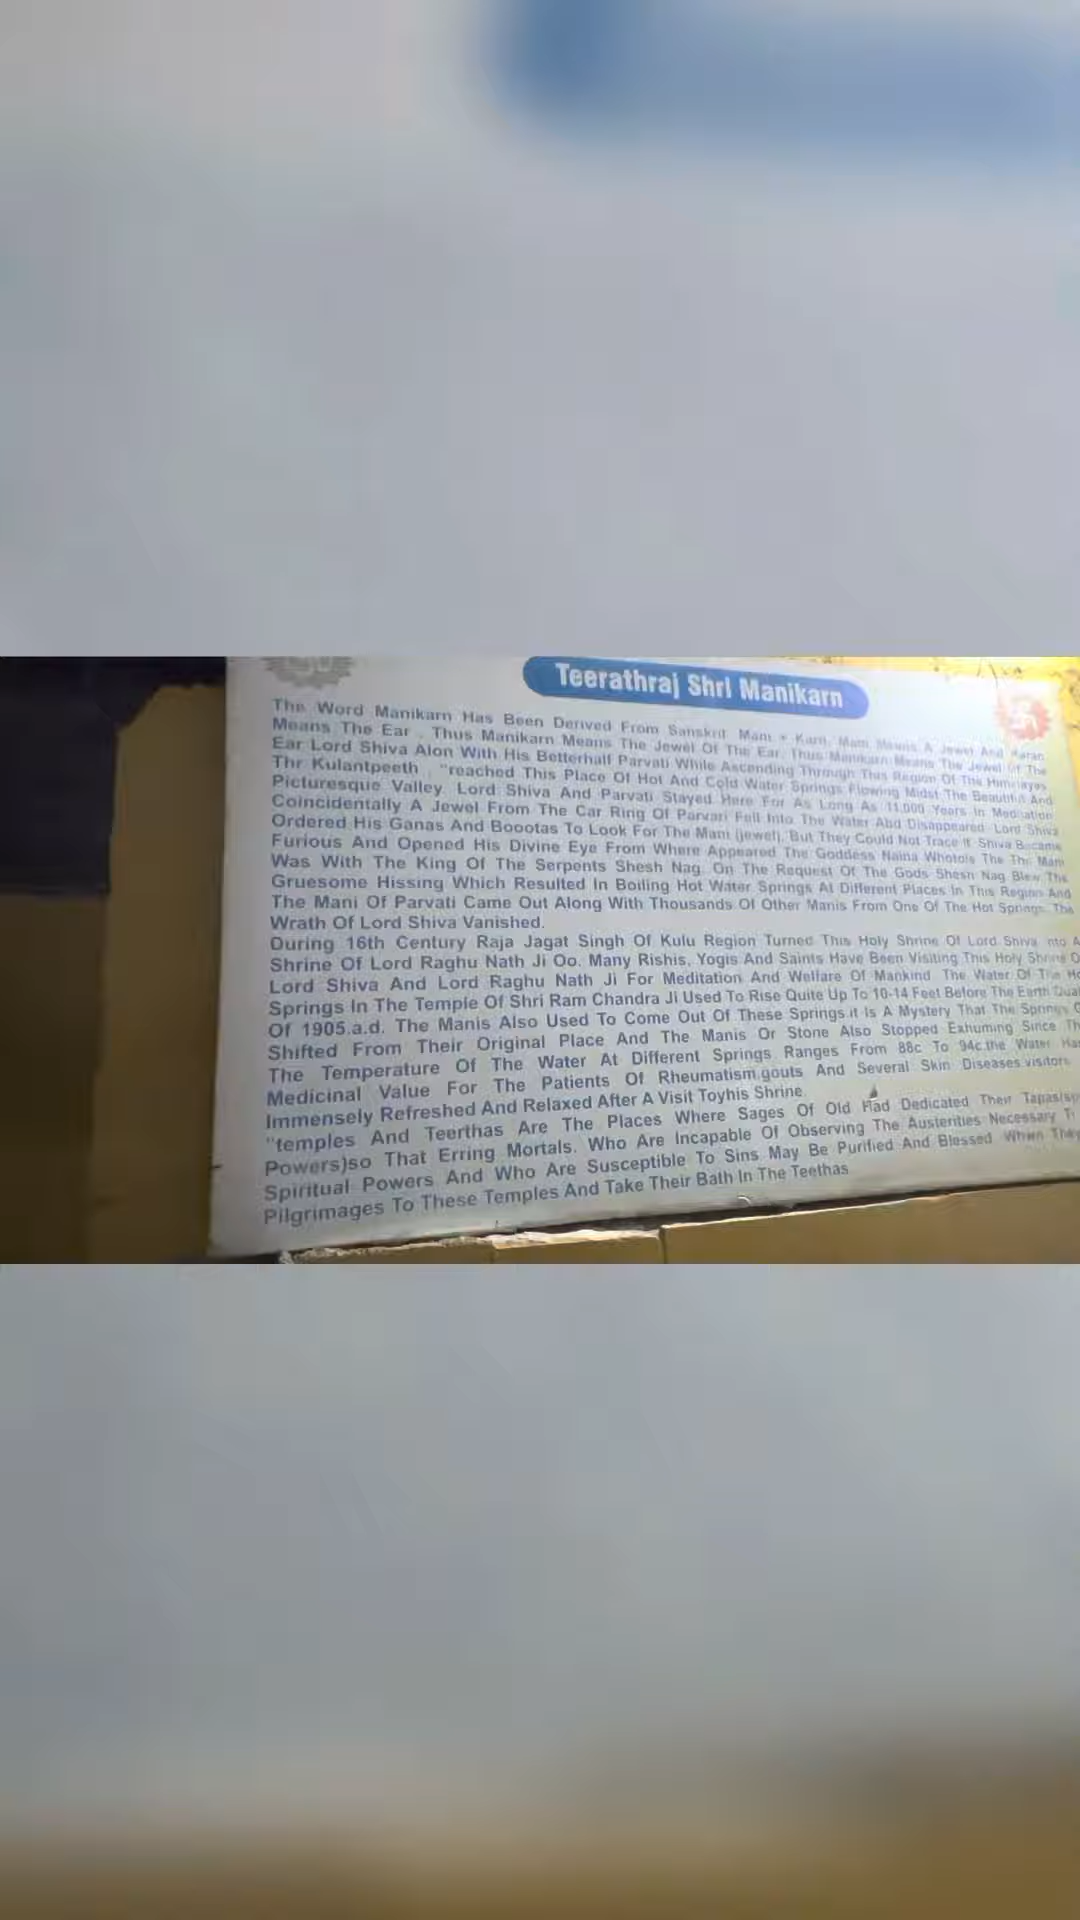 Teerathraj Shri Manikarn
The Word Manikarn Has Been Derived From Sanskrit Mani + Karn. Mani Means A Jewel And Karan
Means The Ear . Thus Manikarn Means The Jewel Of The Ear. Thus Manikarn Means The Jewel Of The
Ear Lord Shiva Alon With His Betterhalf Parvati While Ascending Through This Region Of The Himalayas
Thr Kulantpeeth "reached This Place Of Hot And Cold Water Springs Flowing Midst The Beautiful And
Picturesque Valley. Lord Shiva And Parvati Stayed Here For As Long As 11,000 Years In Mediation
Coincidentally A Jewel From The Car Ring Of Parvari Fell Into The Water Abd Disappeared Lord Shiva
Ordered His Ganas And Boootas To Look For The Mani (jewel). But They Could Not Trace It Shiva Became
Furious And Opened His Divine Eye From Where Appeared The Goddess Naina Whotols The Thr Mani
Was With The King Of The Serpents Shesh Nag. On The Request Of The Gods Shesh Nag Blew The
Gruesome Hissing Which Resulted In Boiling Hot Water Springs At Different Places In This Region And
The Mani Of Parvati Came Out Along With Thousands Of Other Manis From One Of The Hot Springs. The
Wrath Of Lord Shiva Vanished.
During 16th Century Raja Jagat Singh Of Kulu Region Turned This Holy Shrine Of Lord Shiva Into A
Shrine Of Lord Raghu Nath Ji Oo. Many Rishis, Yogis And Saints Have Been Visiting This Holy Shrine
Lord Shiva And Lord Raghu Nath Ji For Meditation And Welfare Of Mankind The Water Of The
Springs In The Temple Of Shri Ram Chandra Ji Used To Rise Quite Up To 10-14 Feet Before The Earth
Of 1905.a.d. The Manis Also Used To Come Out Of These Springs.it Is A Mystery That The Springs
Shifted From Their Original Place And The Manis Or Stone Also Stopped Exhuming Since
The Temperature Of The Water At Different Springs Ranges From 88c To 94c.the Water
Medicinal Value For The Patients Of Rheumatism,gouts And Several Skin Diseases.visitors
Immensely Refreshed And Relaxed After A Visit Toyhis Shrine
"temples And Teerthas Are The Places Where Sages Of Old Had Dedicated Their
Powers)so That Erring Mortals. Who Are Incapable Of Observing The Austerities Necessary
Spiritual Powers And Who Are Susceptible To Sins May Be Purified And Blessed When They
Pilgrimages To These Temples And Take Their Bath In The Teethas